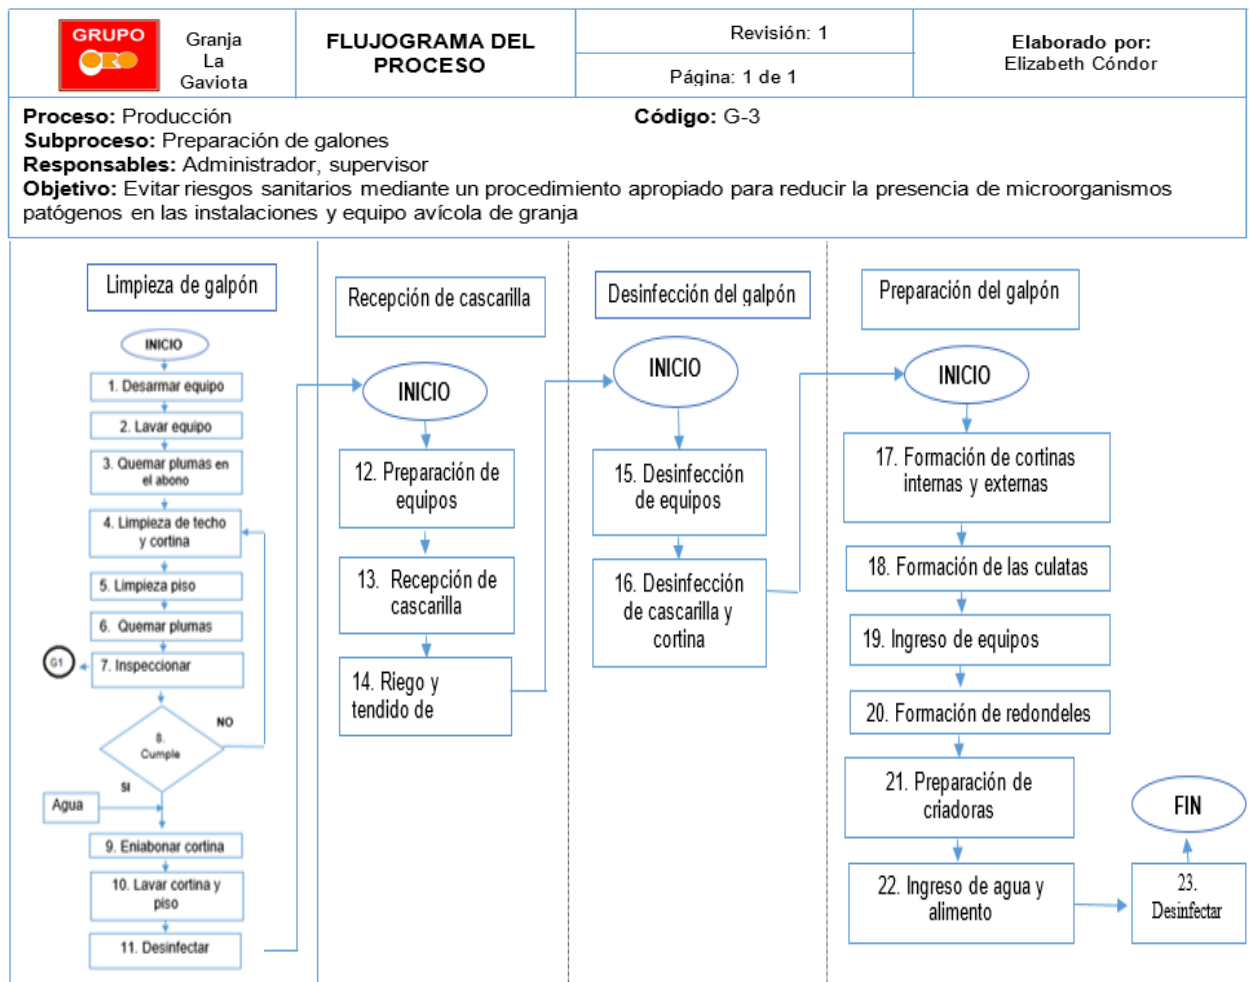 GRUPO
ORO
Granja
La
Gaviota
FLUJOGRAMA DEL
PROCESO
Revisión: 1
Página: 1 de 1
Elaborado por:
Elizabeth Cóndor
Proceso: Producción
Código: G-3
Subproceso: Preparación de galones
Responsables: Administrador, supervisor
Objetivo: Evitar riesgos sanitarios mediante un procedimiento apropiado para reducir la presencia de microorganismos
patógenos en las instalaciones y equipo avícola de granja
Limpieza de galpón
INICIO
1. Desarmar equipo
2. Lavar equipo
3. Quemar plumas en
el abono
4. Limpieza de techo
y cortina
5. Limpieza piso
6. Quemar plumas
G1
7. Inspeccionar
8.
Cumple
NO
SI
Agua
9. Eniabonar cortina
10. Lavar cortina y
piso
11. Desinfectar
Recepción de cascarilla
INICIO
12. Preparación de
equipos
13. Recepción de
cascarilla
14. Riego y
tendido de
Desinfección del galpón
INICIO
15. Desinfección
de equipos
16. Desinfección
de cascarilla y
cortina
Preparación del galpón
INICIO
17. Formación de cortinas
internas y externas
18. Formación de las culatas
19. Ingreso de equipos
20. Formación de redondeles
21. Preparación de
criadoras
22. Ingreso de agua y
alimento
23.
Desinfectar
FIN